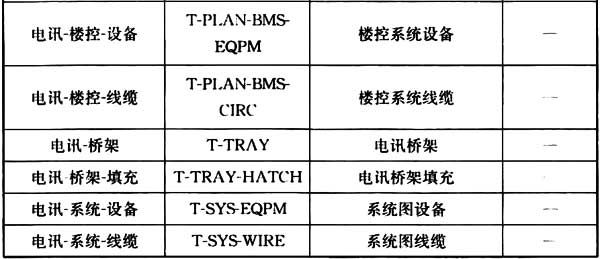 电讯-楼控-设备
T-PLAN-BMS-
EQPM
楼控系统设备
—
电讯-楼控-线缆
T-PLAN-BMS-
CIRC
楼控系统线缆
—
电讯-桥架
T-TRAY
电讯桥架
—
电讯-桥架-填充
T-TRAY-HATCH
电讯桥架填充
电讯-系统-设备
T-SYS-EQPM
系统图设备
—
电讯-系统-线缆
T-SYS-WIRE
系统图线缆
—